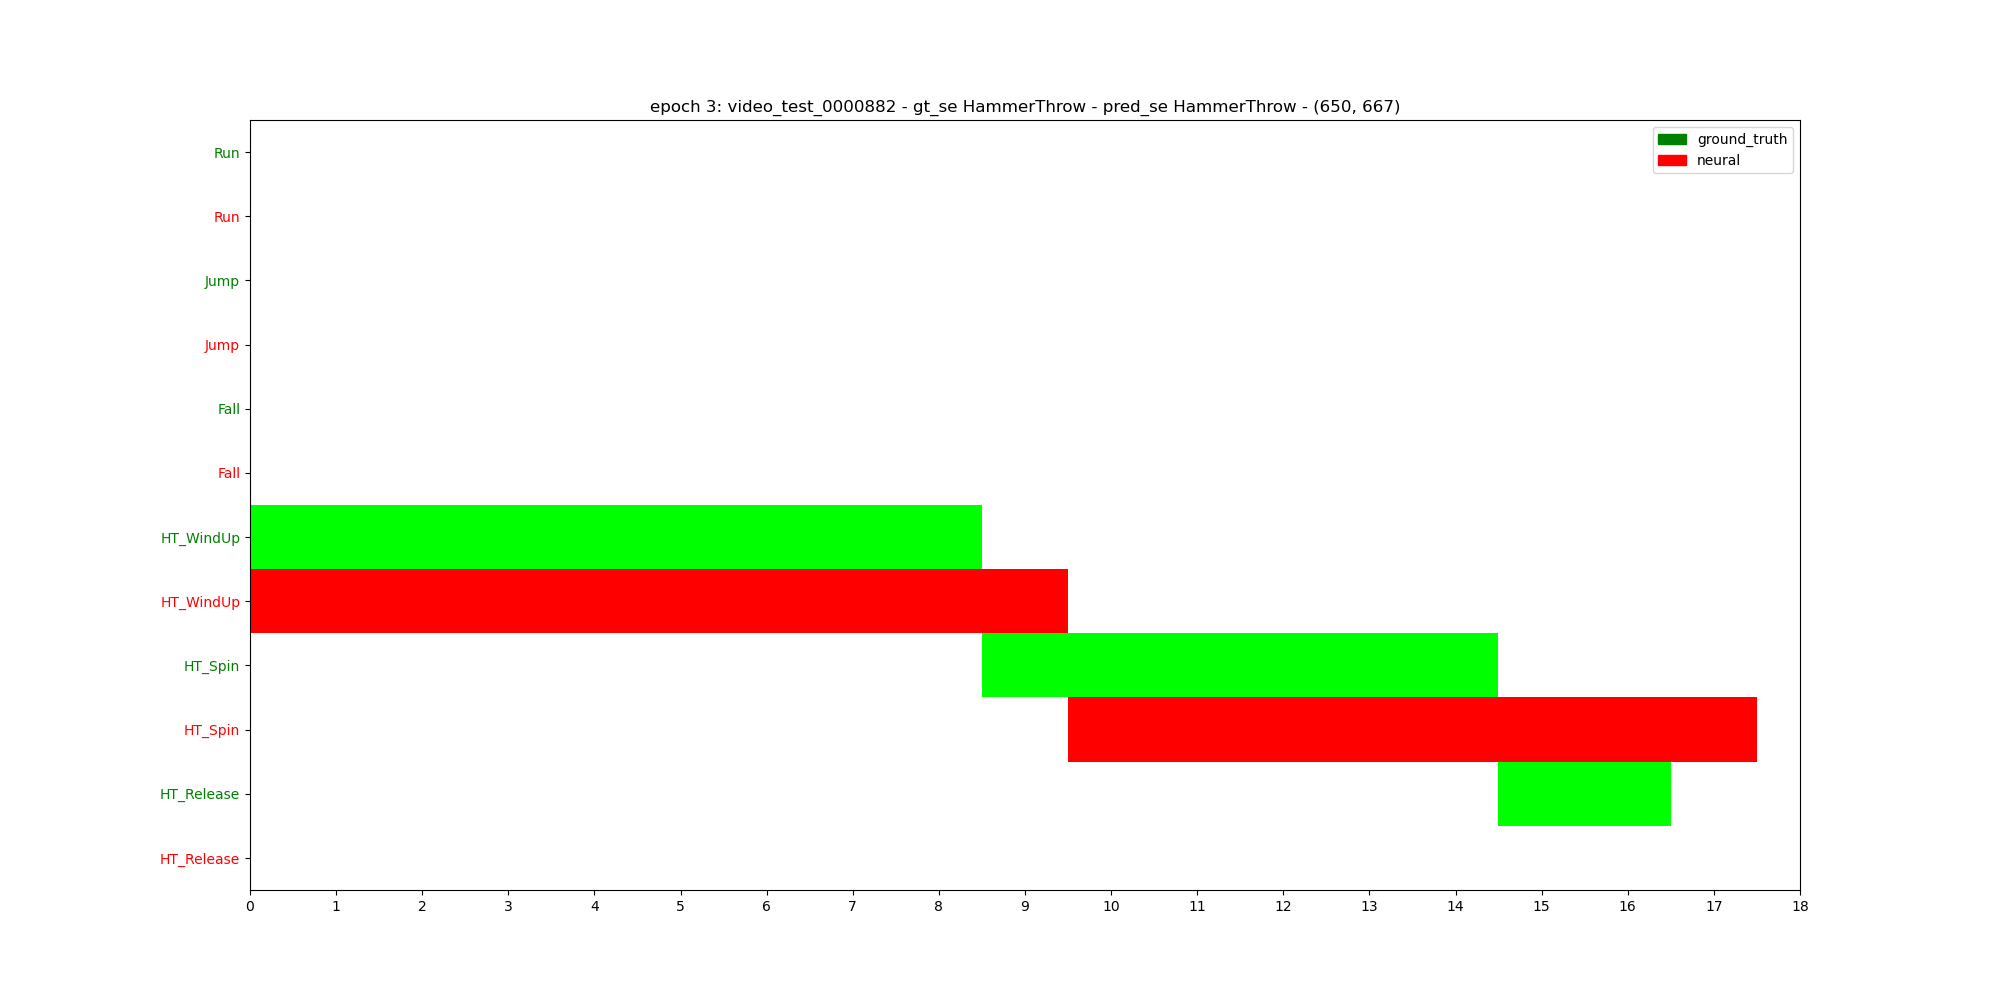 epoch 3: video_test_0000882 - gt_se HammerThrow - pred_se HammerThrow - (650, 667)
ground_truth
neural
Run
Run
Jump
Jump
Fall
Fall
HT_WindUp
HT_WindUp
HT_Spin
HT_Spin
HT_Release
HT_Release
0 1 2 3 4 5 6 7 8 9 10 11 12 13 14 15 16 17 18